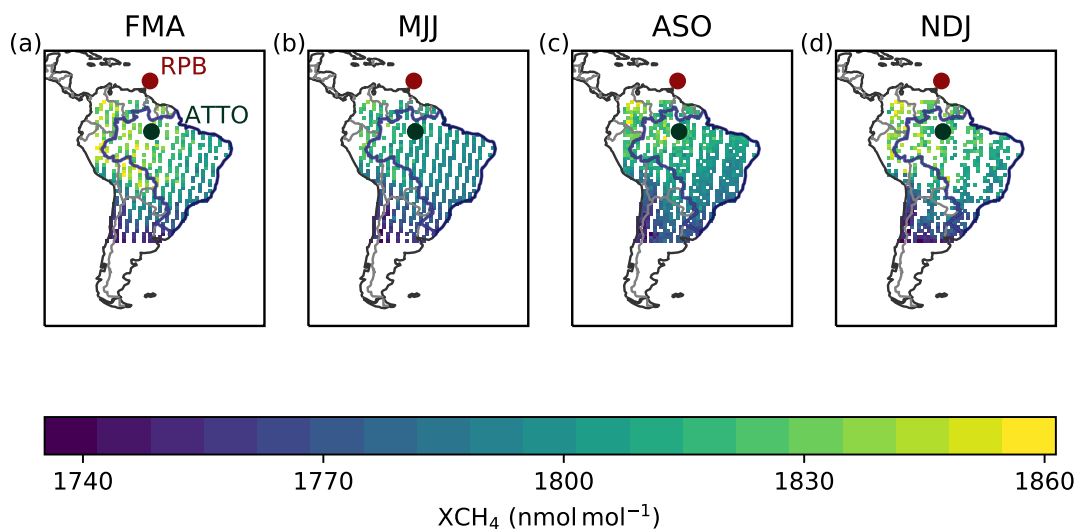 FMA MJJ ASO NDJ
(a) (b) (c) (d)
RPB
ATTO
1740 1770 1800 1830 1860
XCH₄ (nmol mol⁻¹)